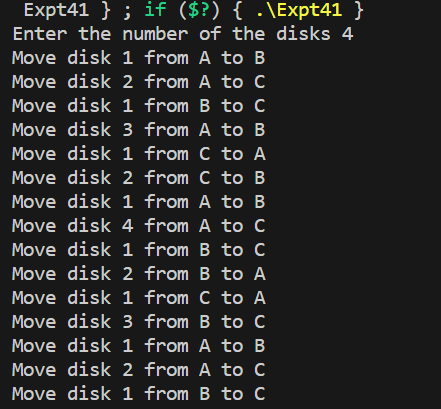 Expt41 } ; if ($?) { .\Expt41 }
Enter the number of the disks 4
Move disk 1 from A to B
Move disk 2 from A to C
Move disk 1 from B to C
Move disk 3 from A to B
Move disk 1 from C to A
Move disk 2 from C to B
Move disk 1 from A to B
Move disk 4 from A to C
Move disk 1 from B to C
Move disk 2 from B to A
Move disk 1 from C to A
Move disk 3 from B to C
Move disk 1 from A to B
Move disk 2 from A to C
Move disk 1 from B to C